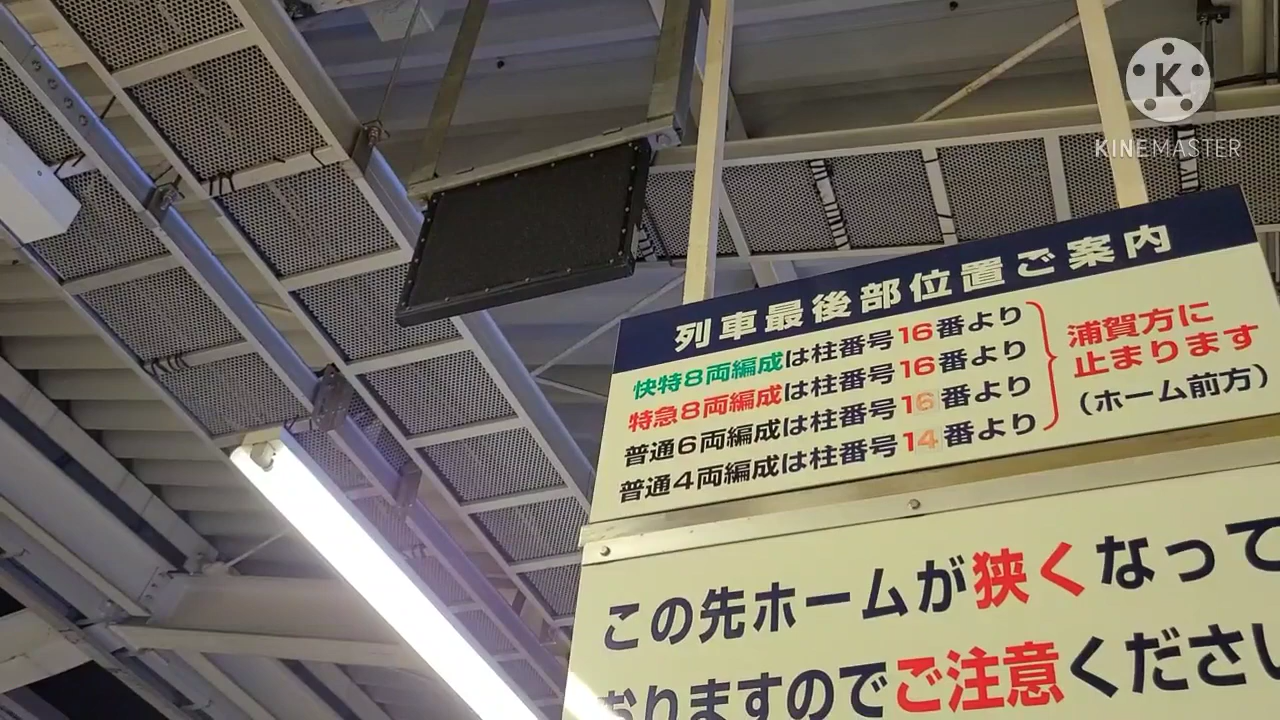 K
KINEMASTER
列車最後部位置ご案内
快特8両編成は柱番号16番より
特急8両編成は柱番号16番より
普通6両編成は柱番号16番より
普通4両編成は柱番号14番より
浦賀方に
止まります
（ホーム前方）
この先ホームが狭くなって
おりますのでご注意ください